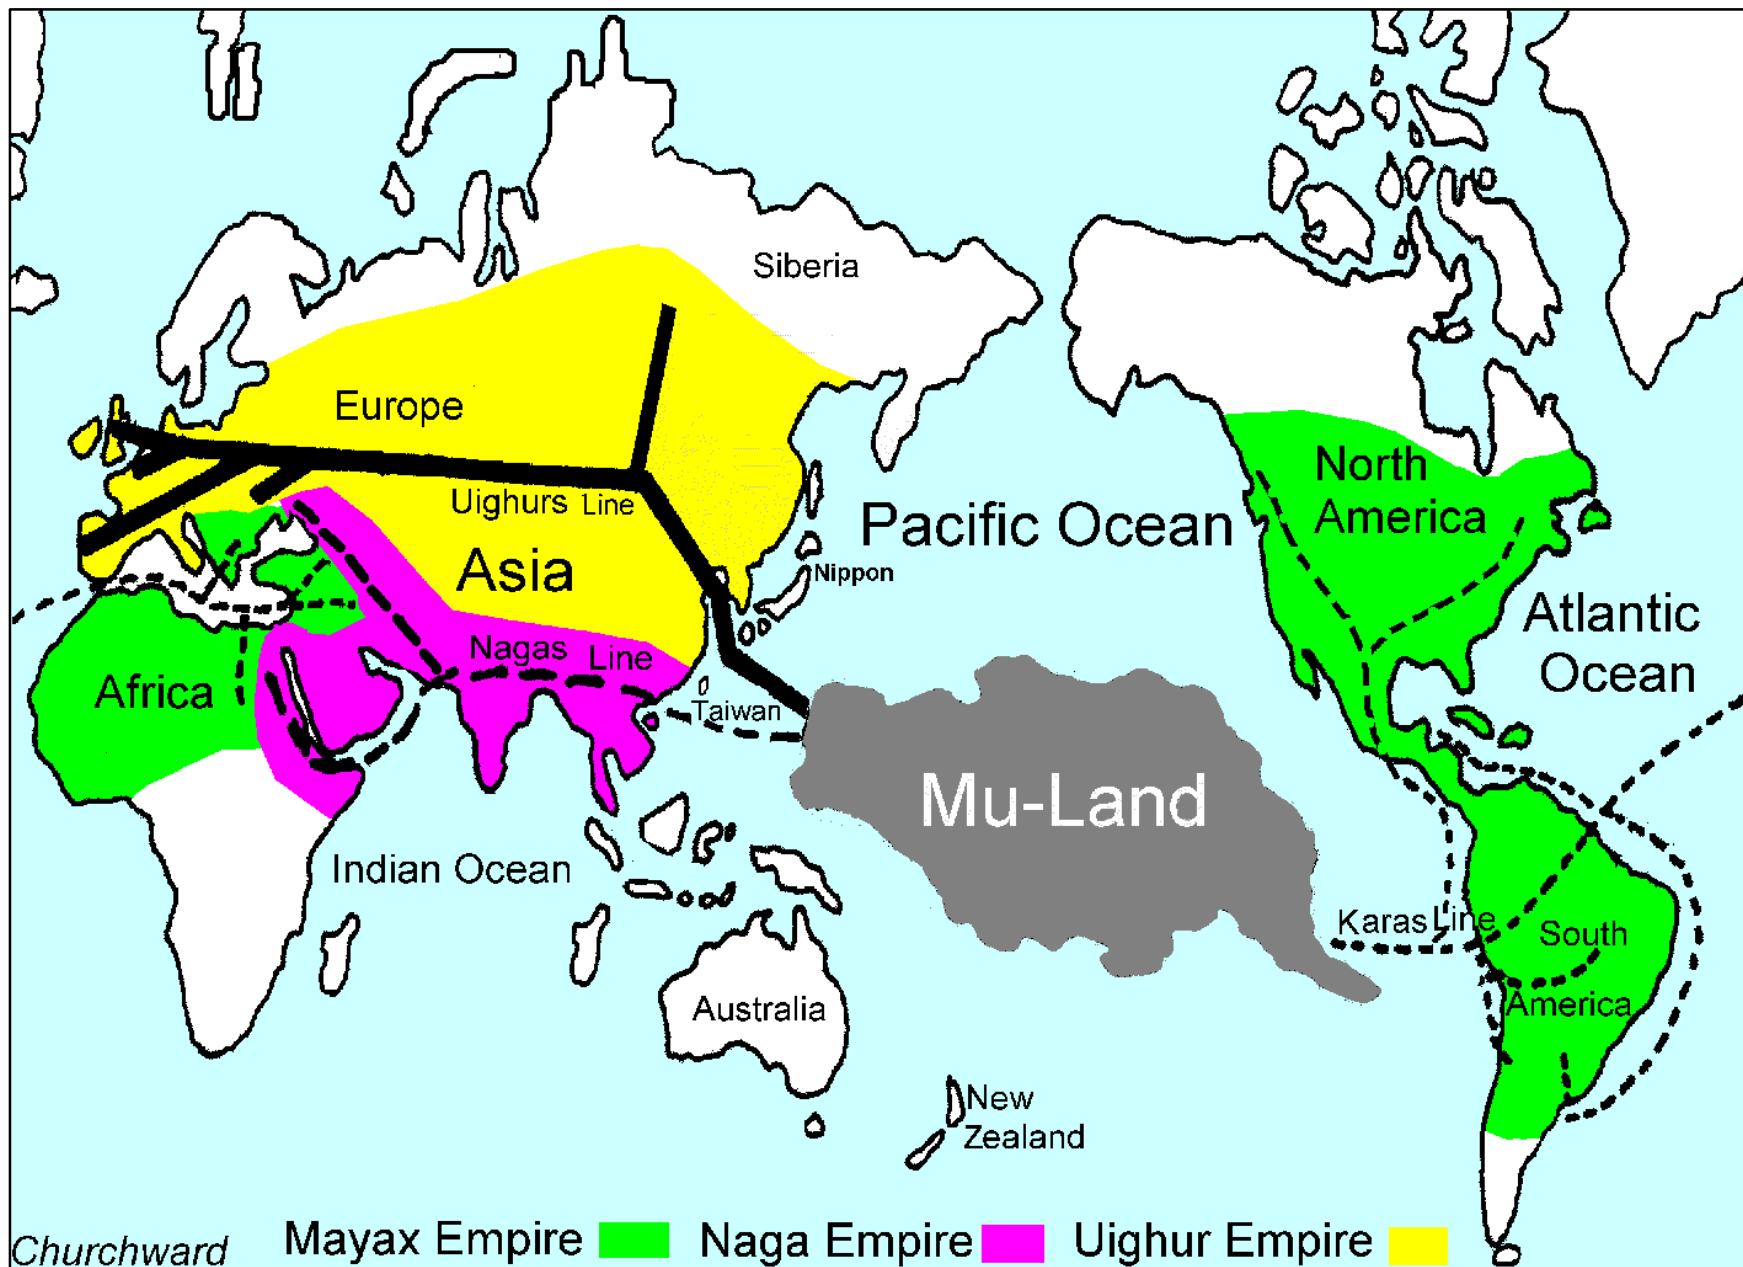 Siberia
Europe
North
America
Uighurs Line
Pacific Ocean
Asia
Nippon
Atlantic
Ocean
Nagas Line
Africa
Taiwan
Mu-Land
Indian Ocean
Karas Line
South
America
Australia
New
Zealand
Churchward
Mayax Empire
Naga Empire
Uighur Empire